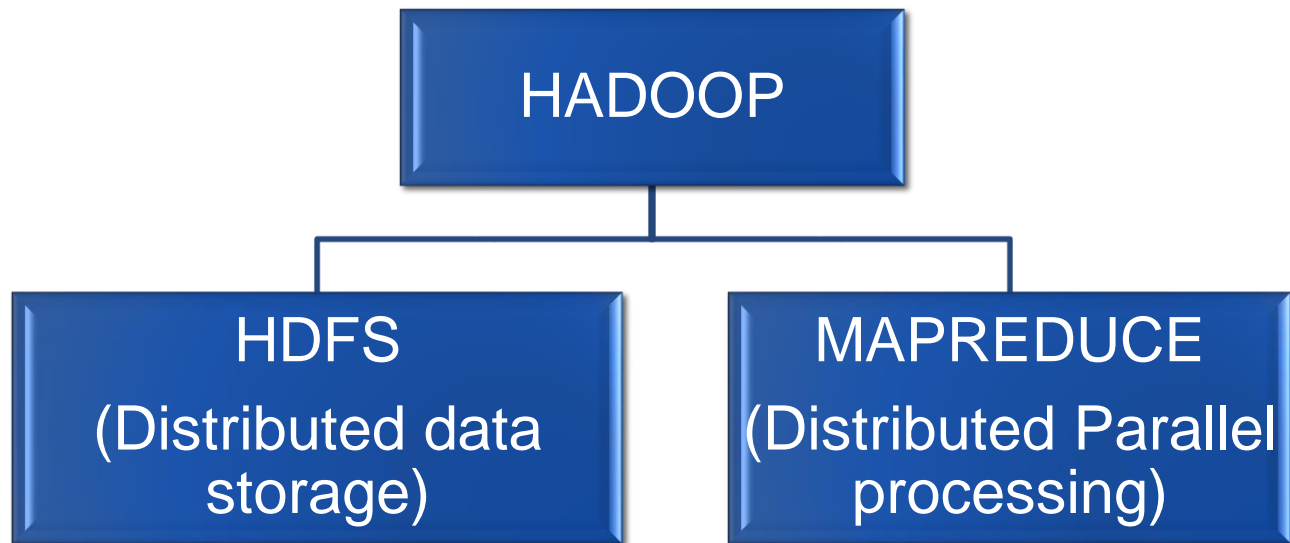 HADOOP
HDFS
(Distributed data
storage)
MAPREDUCE
(Distributed Parallel
processing)